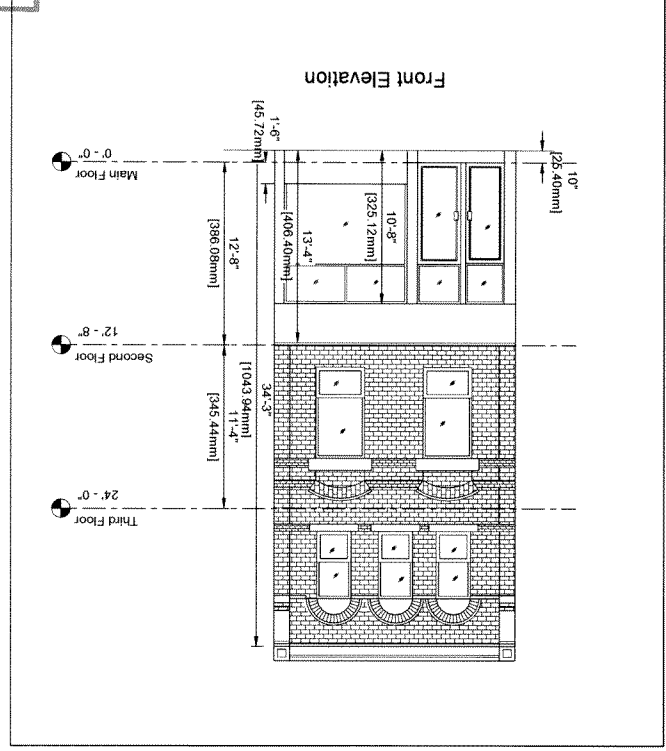 Front Elevation
0' - 0"
Main Floor
12' - 8"
Second Floor
24' - 0"
Third Floor
1'-6"
[45.72mm]
10"
[25.40mm]
10'-8"
[325.12mm]
13'-4"
[406.40mm]
12'-8"
[386.08mm]
34'-3"
[1043.94mm]
11'-4"
[345.44mm]